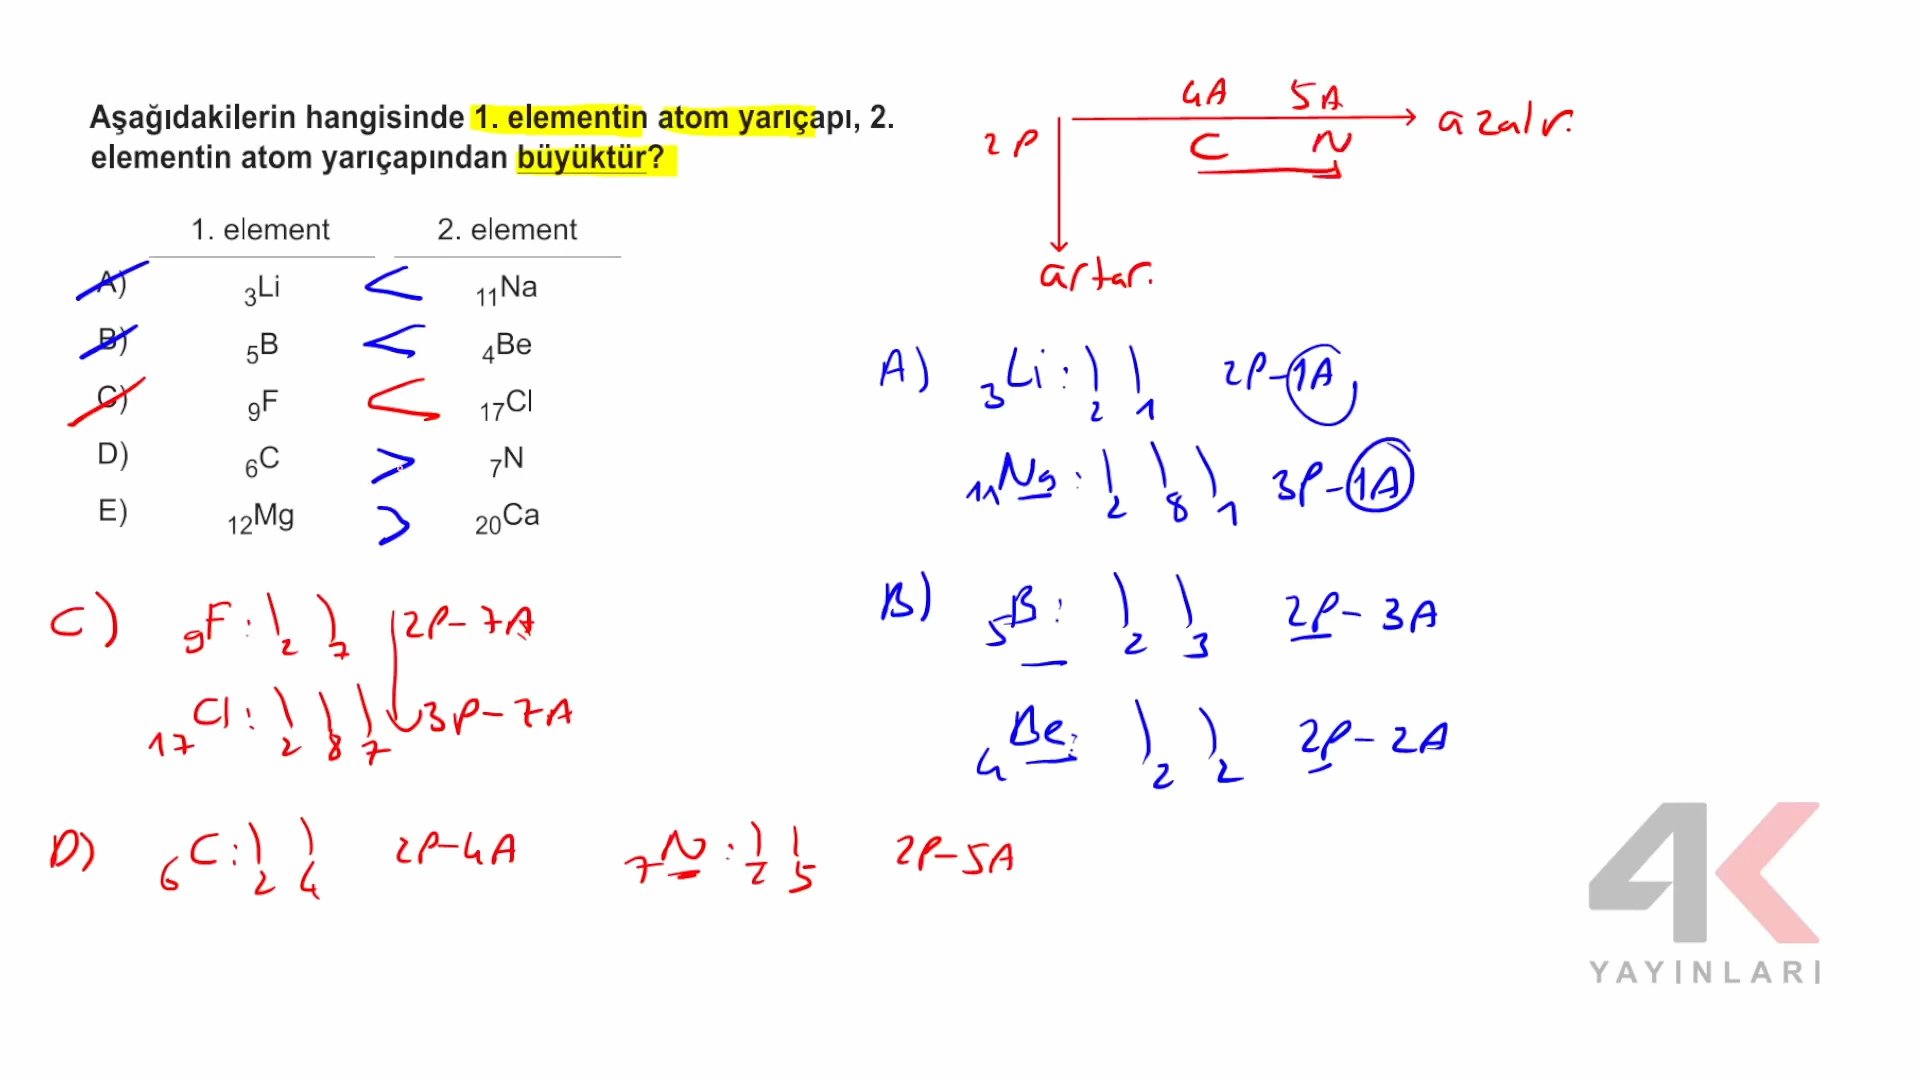 Aşağıdakilerin hangisinde 1. elementin atom yarıçapı, 2.
elementin atom yarıçapından büyüktür?
1. element 2. element
A) 3Li < 11Na
B) 5B < 4Be
C) 9F < 17Cl
D) 6C > 7N
E) 12Mg > 20Ca
4A 5A
2P C N azalır.
artar.
A) 3Li: 2 1 2P-1A
11Na: 2 8 1 3P-1A
B) 5B: 2 3 2P-3A
4Be: 2 2 2P-2A
C) 9F: 2 7 2P-7A
17Cl: 2 8 7 3P-7A
D) 6C: 2 4 2P-4A 7N: 2 5 2P-5A
4K
YAYINLARI